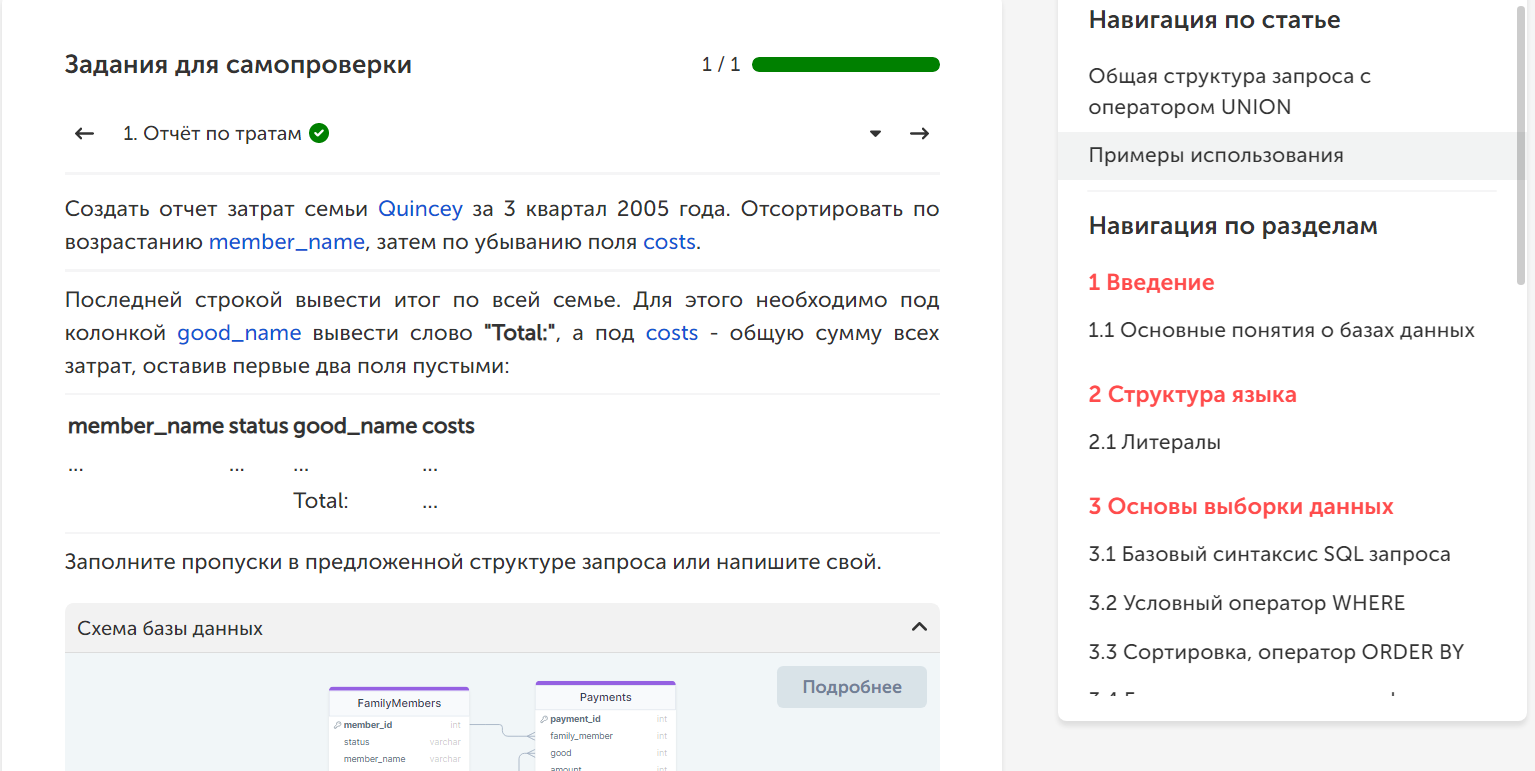 Задания для самопроверки
1 / 1
1. Отчёт по тратам
Создать отчет затрат семьи Quincey за 3 квартал 2005 года. Отсортировать по
возрастанию member_name, затем по убыванию поля costs.
Последней строкой вывести итог по всей семье. Для этого необходимо под
колонкой good_name вывести слово "Total:", а под costs - общую сумму всех
затрат, оставив первые два поля пустыми:
member_name status good_name costs
... ... ... ...
Total: ...
Заполните пропуски в предложенной структуре запроса или напишите свой.
Схема базы данных
Подробнее
FamilyMembers
member_id int
status varchar
member_name varchar
Payments
payment_id int
family_member int
good int
amount int
Навигация по статье
Общая структура запроса с
оператором UNION
Примеры использования
Навигация по разделам
1 Введение
1.1 Основные понятия о базах данных
2 Структура языка
2.1 Литералы
3 Основы выборки данных
3.1 Базовый синтаксис SQL запроса
3.2 Условный оператор WHERE
3.3 Сортировка, оператор ORDER BY